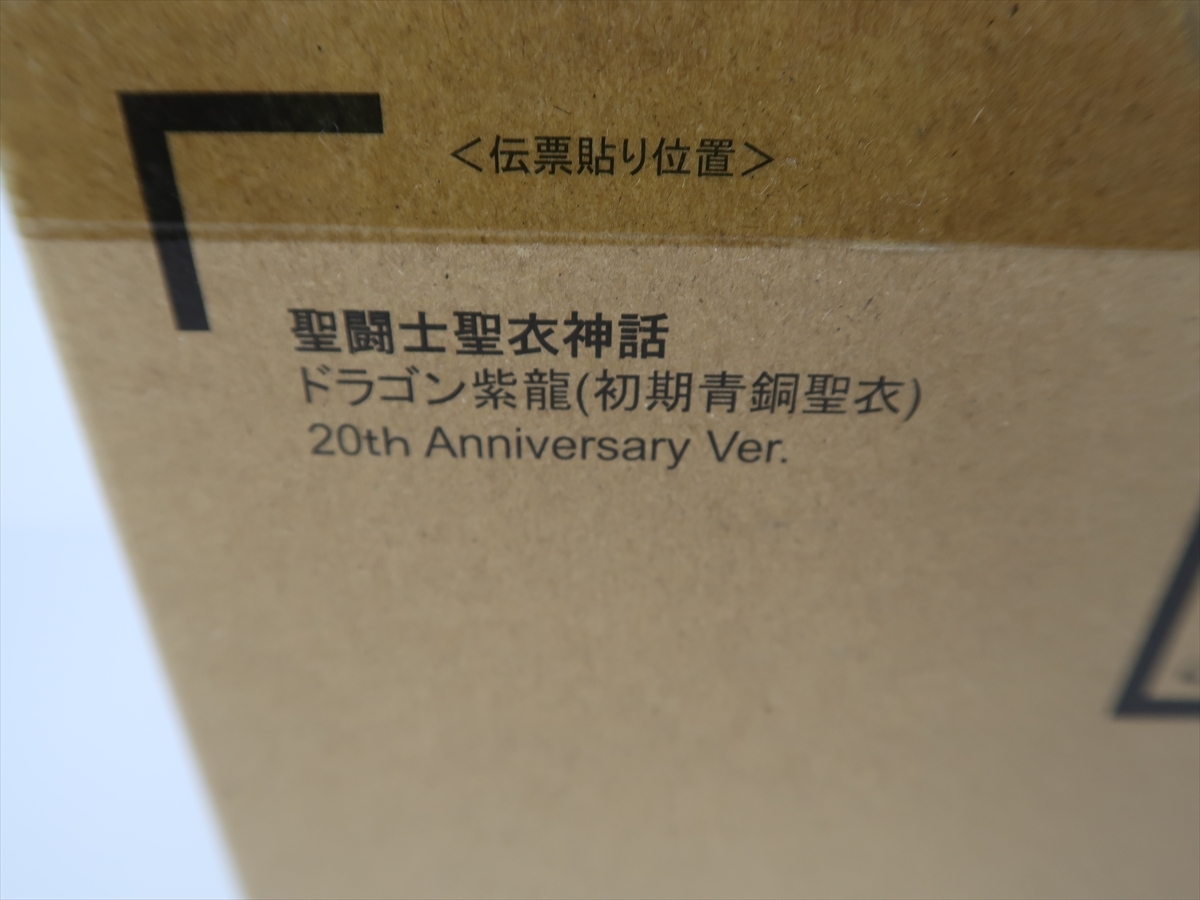 ＜伝票貼り位置＞
聖闘士聖衣神話
ドラゴン紫龍(初期青銅聖衣)
20th Anniversary Ver.